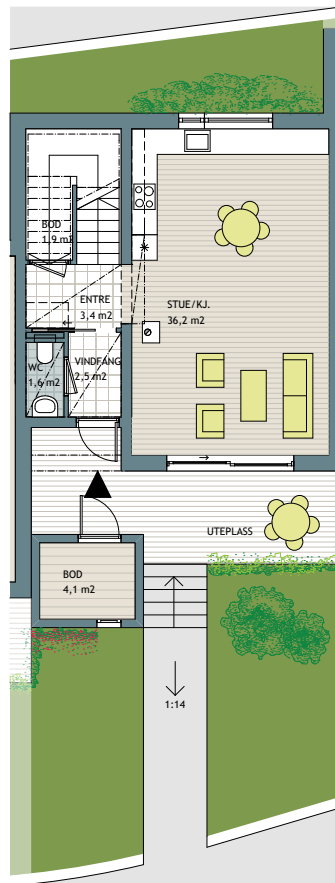 BOD
1,9 m2
ENTRE
3,4 m2
STUE/KJ.
36,2 m2
WC
1,6 m2
VINDFANG
2,5 m2
UTEPLASS
BOD
4,1 m2
1:14